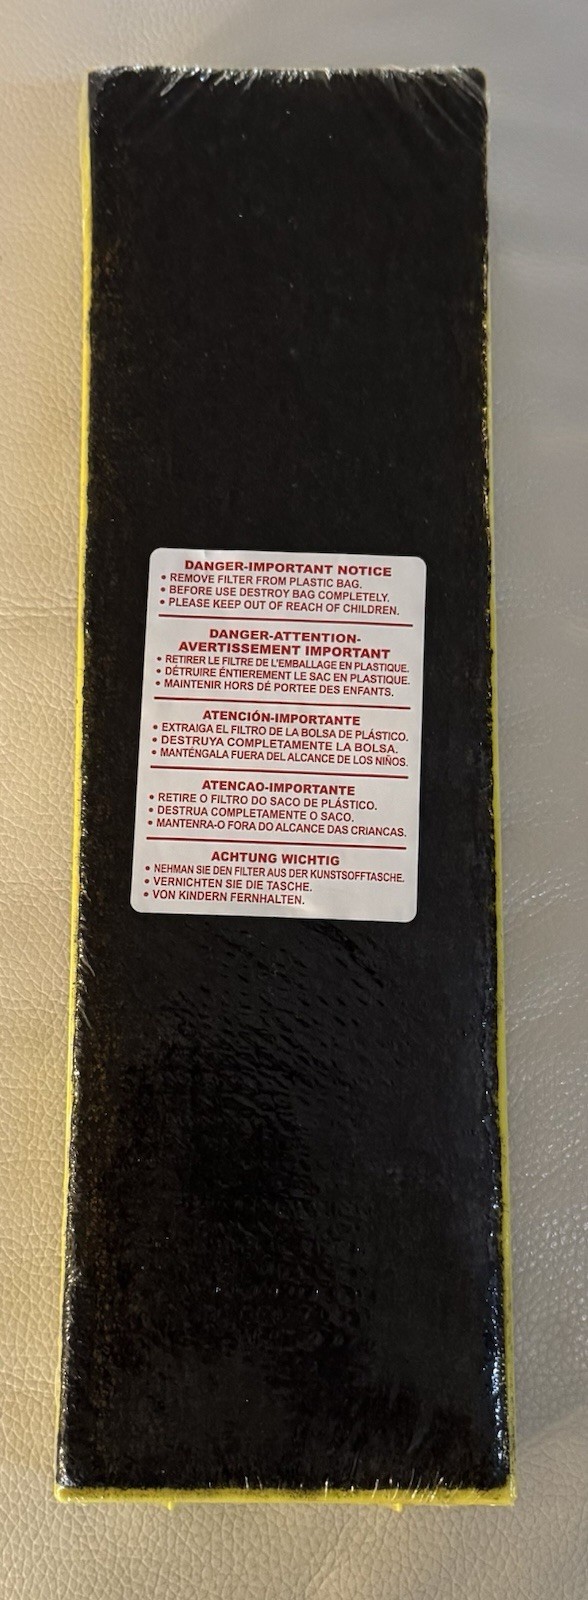 DANGER-IMPORTANT NOTICE
• REMOVE FILTER FROM PLASTIC BAG.
• BEFORE USE DESTROY BAG COMPLETELY.
• PLEASE KEEP OUT OF REACH OF CHILDREN.
DANGER-ATTENTION-
AVERTISSEMENT IMPORTANT
• RETIRER LE FILTRE DE L'EMBALLAGE EN PLASTIQUE.
• DÉTRUIRE ÉNTIEREMENT LE SAC EN PLASTIQUE.
• MAINTENIR HORS DÉ PORTEE DES ENFANTS.
ATENCIÓN-IMPORTANTE
• EXTRAIGA EL FILTRO DE LA BOLSA DE PLÁSTICO.
• DESTRUYA COMPLETAMENTE LA BOLSA.
• MANTÉNGALA FUERA DEL ALCANCE DE LOS NIÑOS.
ATENCAO-IMPORTANTE
• RETIRE O FILTRO DO SACO DE PLÁSTICO.
• DESTRUA COMPLETAMENTE O SACO.
• MANTENRA-O FORA DO ALCANCE DAS CRIANCAS.
ACHTUNG WICHTIG
• NEHMAN SIE DEN FILTER AUS DER KUNSTSOFFTASCHE.
• VERNICHTEN SIE DIE TASCHE.
• VON KINDERN FERNHALTEN.